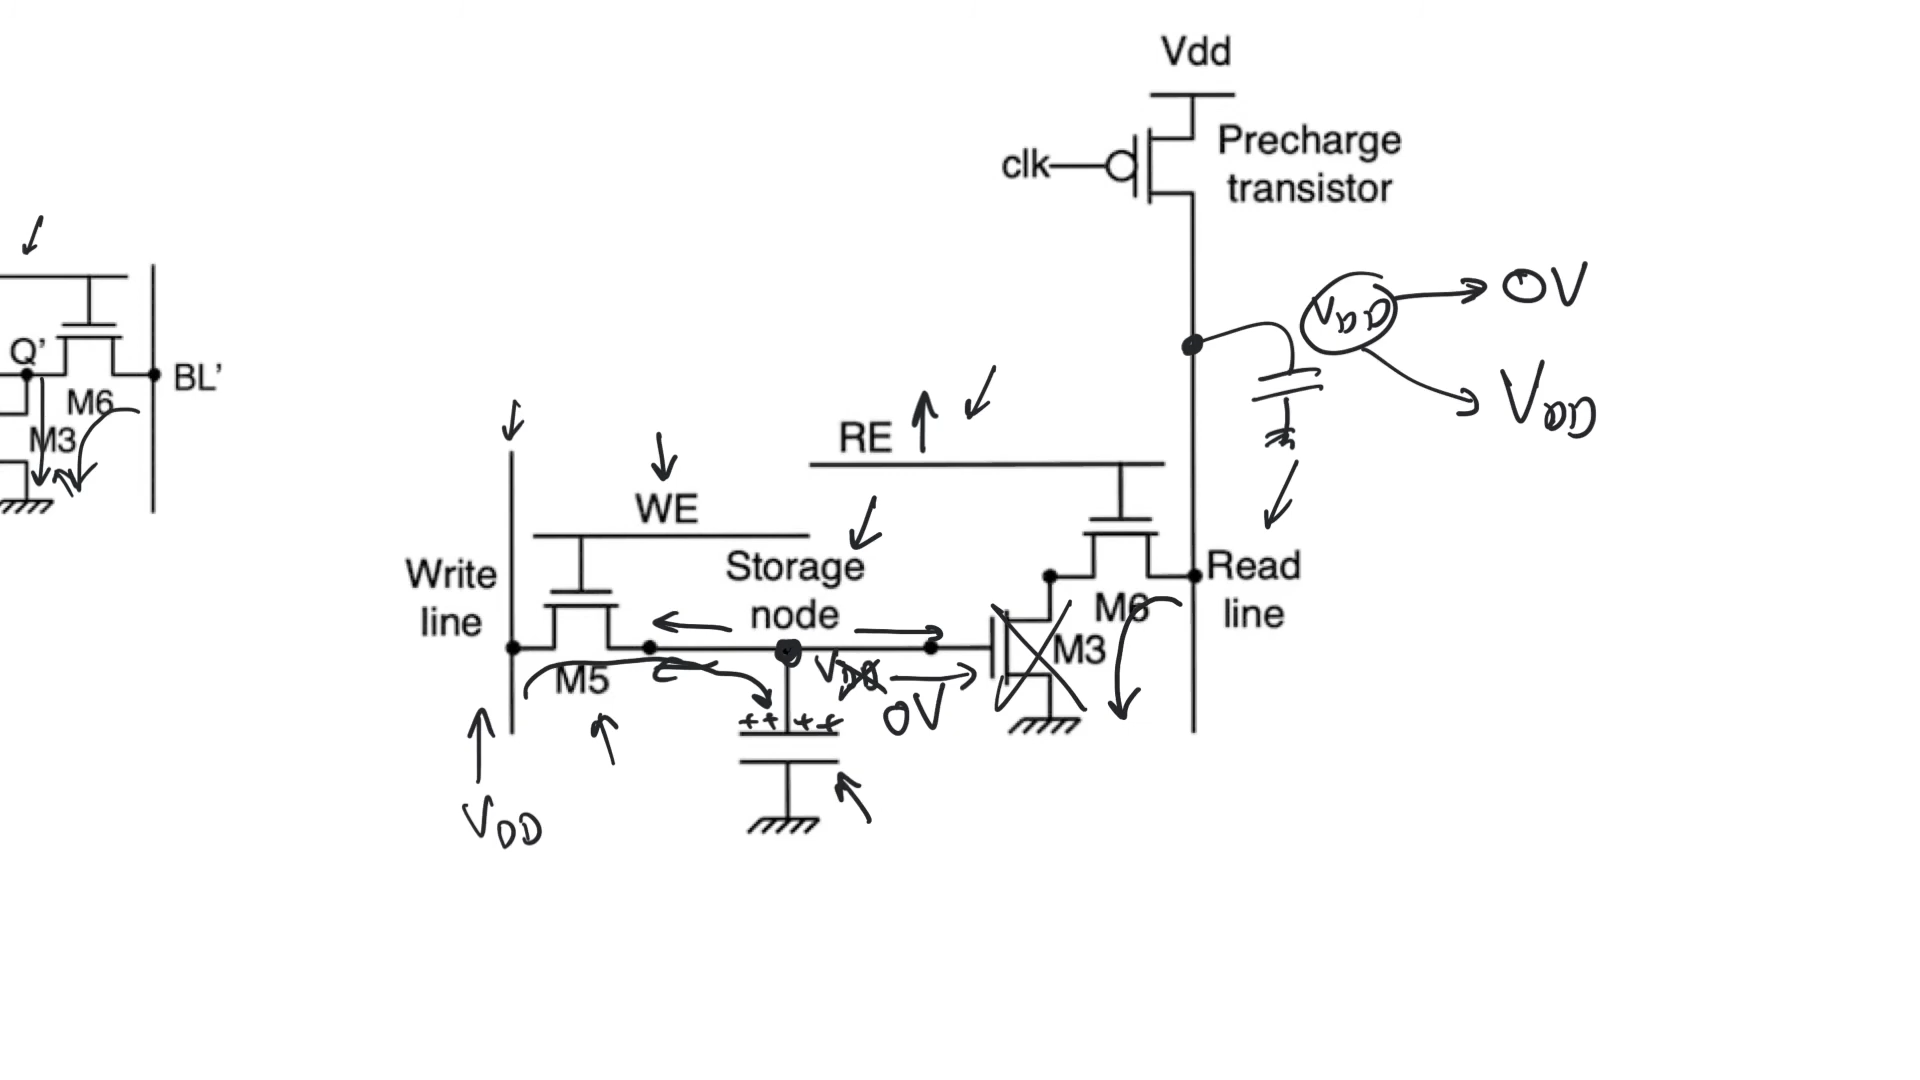 Vdd
clk
Precharge
transistor
VDD
0V
VDD
Q'
M6
BL'
M3
RE
WE
Storage
node
Write
line
M5
VDD
0V
++ ++
M3
M6
Read
line
VDD